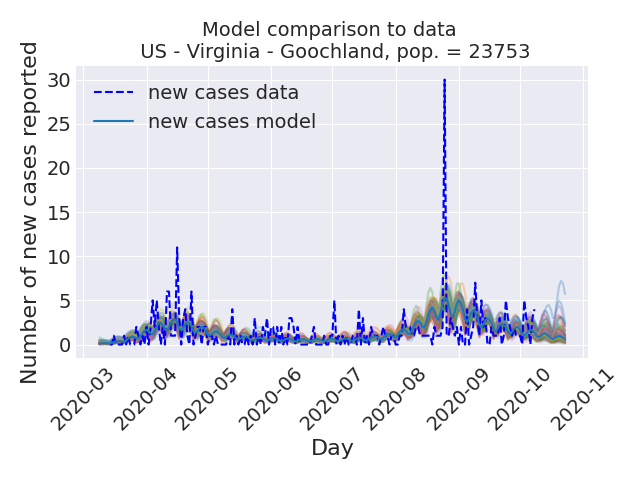 Model comparison to data
US - Virginia - Goochland, pop. = 23753
Number of new cases reported
30
25
20
15
10
5
0
new cases data
new cases model
2020-03
2020-04
2020-05
2020-06
2020-07
2020-08
2020-09
2020-10
2020-11
Day